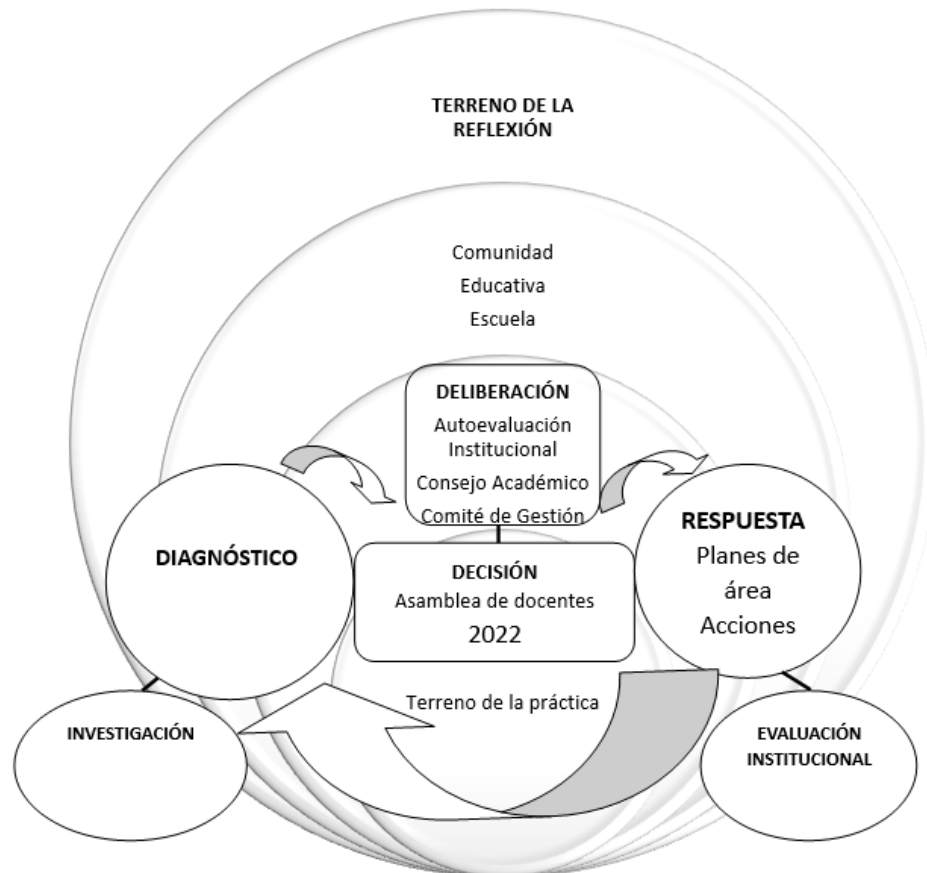 TERRENO DE LA
REFLEXIÓN
Comunidad
Educativa
Escuela
DELIBERACIÓN
Autoevaluación
Institucional
Consejo Académico
Comité de Gestión
DIAGNÓSTICO
DECISIÓN
Asamblea de docentes
2022
RESPUESTA
Planes de
área
Acciones
Terreno de la práctica
INVESTIGACIÓN
EVALUACIÓN
INSTITUCIONAL